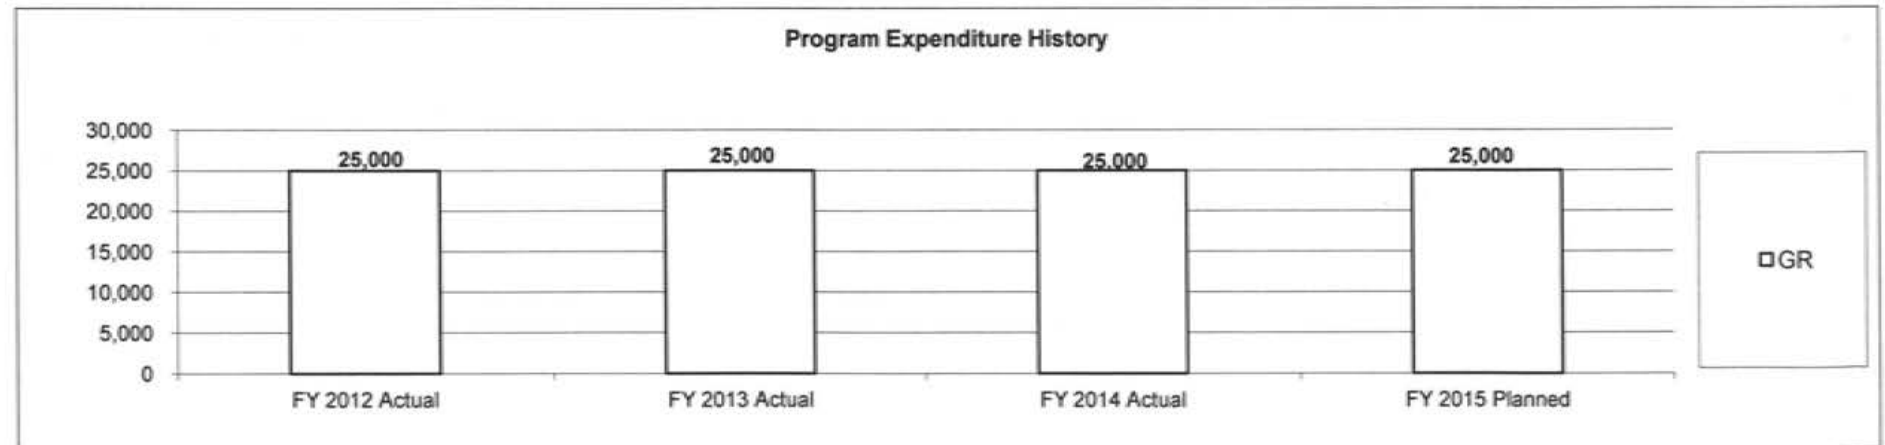 Program Expenditure History
30,000
25,000
20,000
15,000
10,000
5,000
0
25,000
25,000
25,000
25,000
FY 2012 Actual
FY 2013 Actual
FY 2014 Actual
FY 2015 Planned
GR